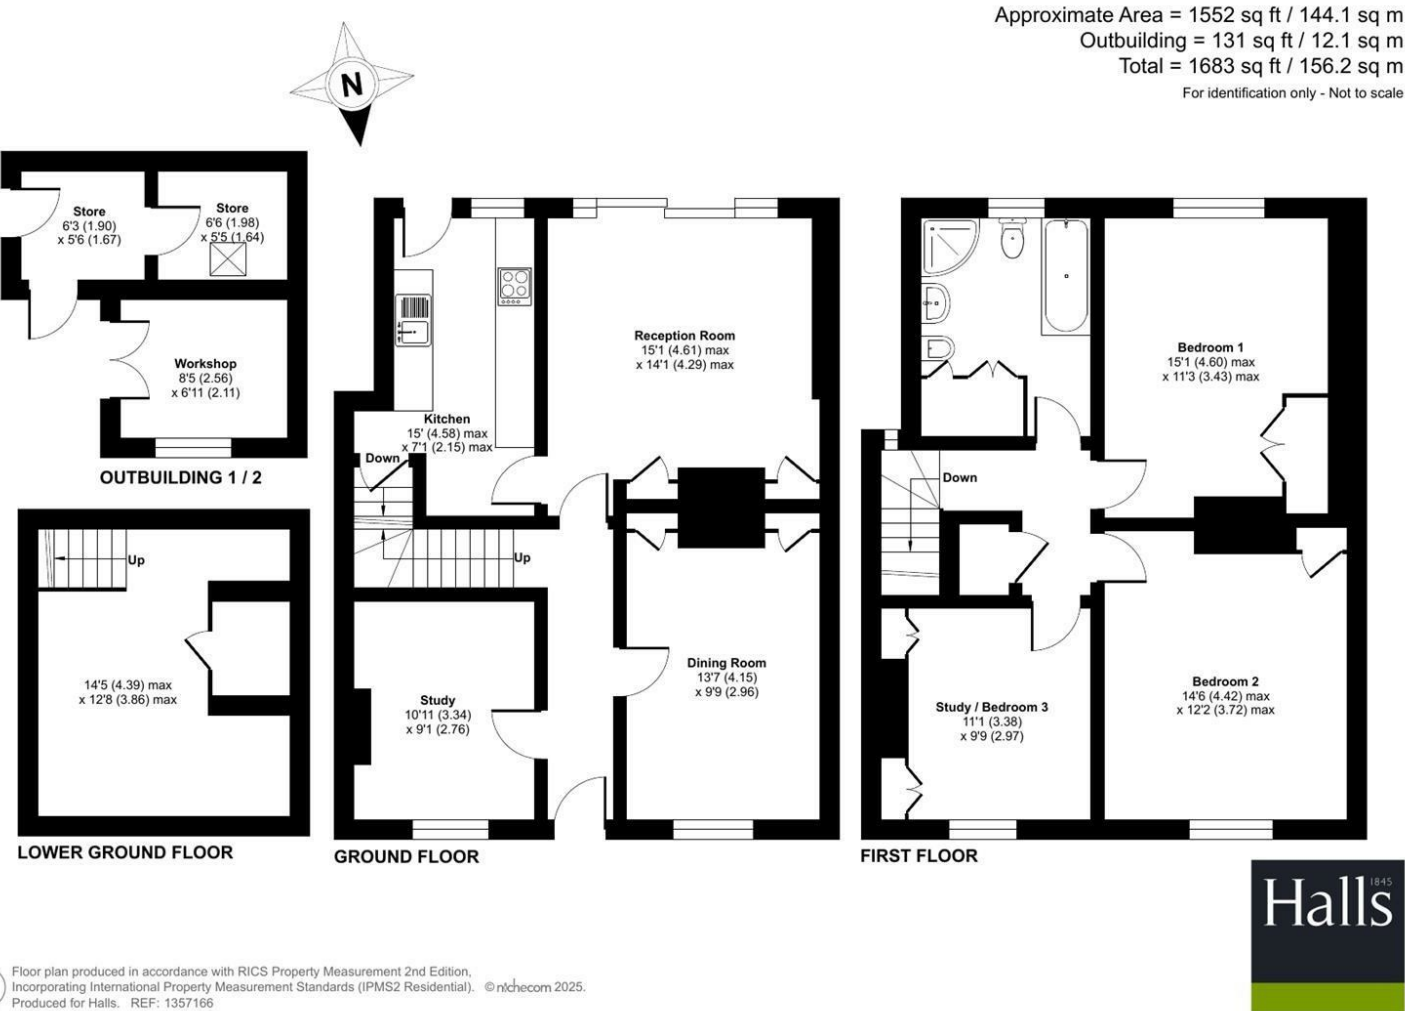 Approximate Area = 1552 sq ft / 144.1 sq m
Outbuilding = 131 sq ft / 12.1 sq m
Total = 1683 sq ft / 156.2 sq m
For identification only - Not to scale
N
Store
6'3 (1.90)
x 5'6 (1.67)
Store
6'6 (1.98)
x 5'5 (1.64)
Workshop
8'5 (2.56)
x 6'11 (2.11)
OUTBUILDING 1 / 2
Up
14'5 (4.39) max
x 12'8 (3.86) max
LOWER GROUND FLOOR
Reception Room
15'1 (4.61) max
x 14'1 (4.29) max
Kitchen
15' (4.58) max
x 7'1 (2.15) max
Down
Up
Dining Room
13'7 (4.15)
x 9'9 (2.96)
Study
10'11 (3.34)
x 9'1 (2.76)
GROUND FLOOR
Bedroom 1
15'1 (4.60) max
x 11'3 (3.43) max
Down
Bedroom 2
14'6 (4.42) max
x 12'2 (3.72) max
Study / Bedroom 3
11'1 (3.38)
x 9'9 (2.97)
FIRST FLOOR
Halls
1845
Floor plan produced in accordance with RICS Property Measurement 2nd Edition,
Incorporating International Property Measurement Standards (IPMS2 Residential). © nichecom 2025.
Produced for Halls. REF: 1357166